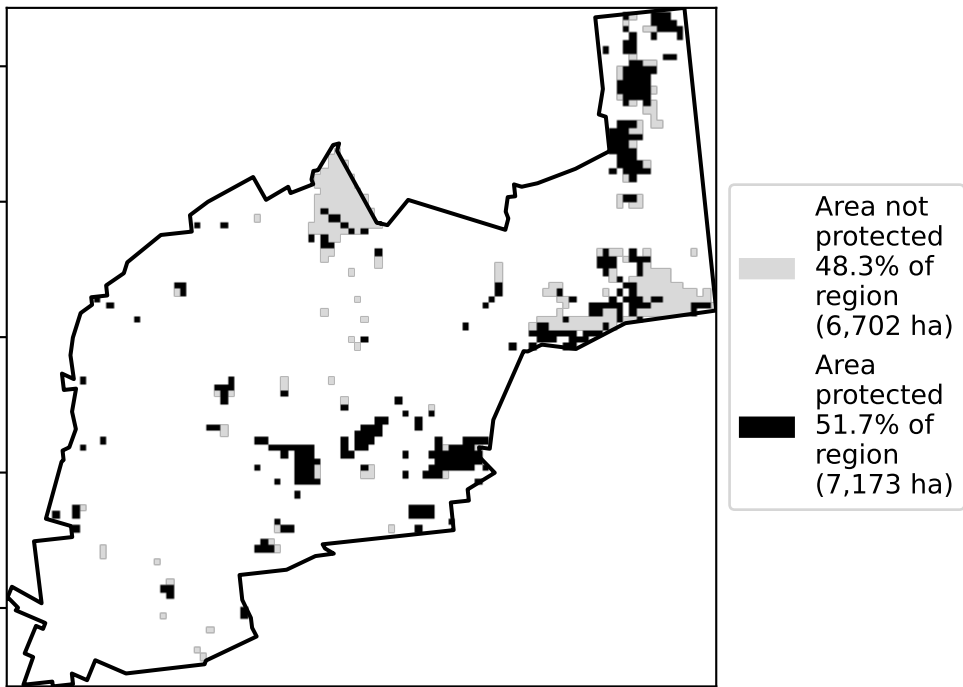 Area not
protected
48.3% of
region
(6,702 ha)
Area
protected
51.7% of
region
(7,173 ha)